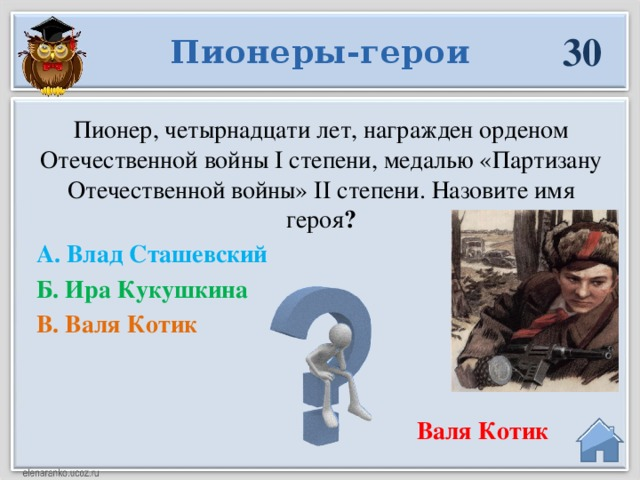 Пионеры-герои
30
Пионер, четырнадцати лет, награжден орденом
Отечественной войны I степени, медалью «Партизану
Отечественной войны» II степени. Назовите имя
героя?
А. Влад Сташевский
Б. Ира Кукушкина
В. Валя Котик
Валя Котик
elenaranko.ucoz.ru